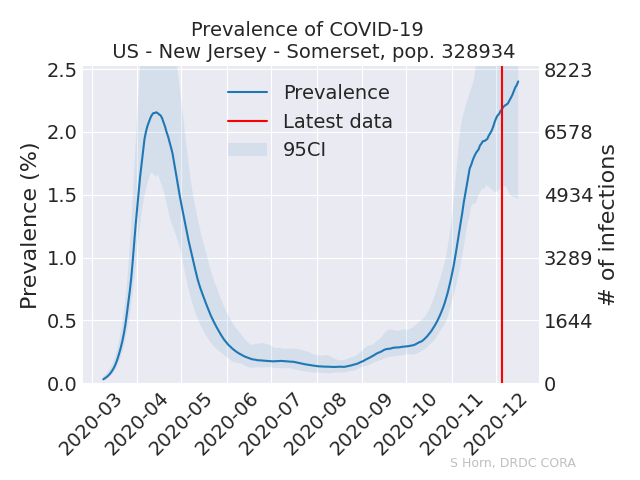 Prevalence of COVID-19
US - New Jersey - Somerset, pop. 328934
Prevalence (%)
2.5
2.0
1.5
1.0
0.5
0.0
Prevalence
Latest data
95CI
8223
6578
4934
3289
1644
0
# of infections
2020-03
2020-04
2020-05
2020-06
2020-07
2020-08
2020-09
2020-10
2020-11
2020-12
S Horn, DRDC CORA